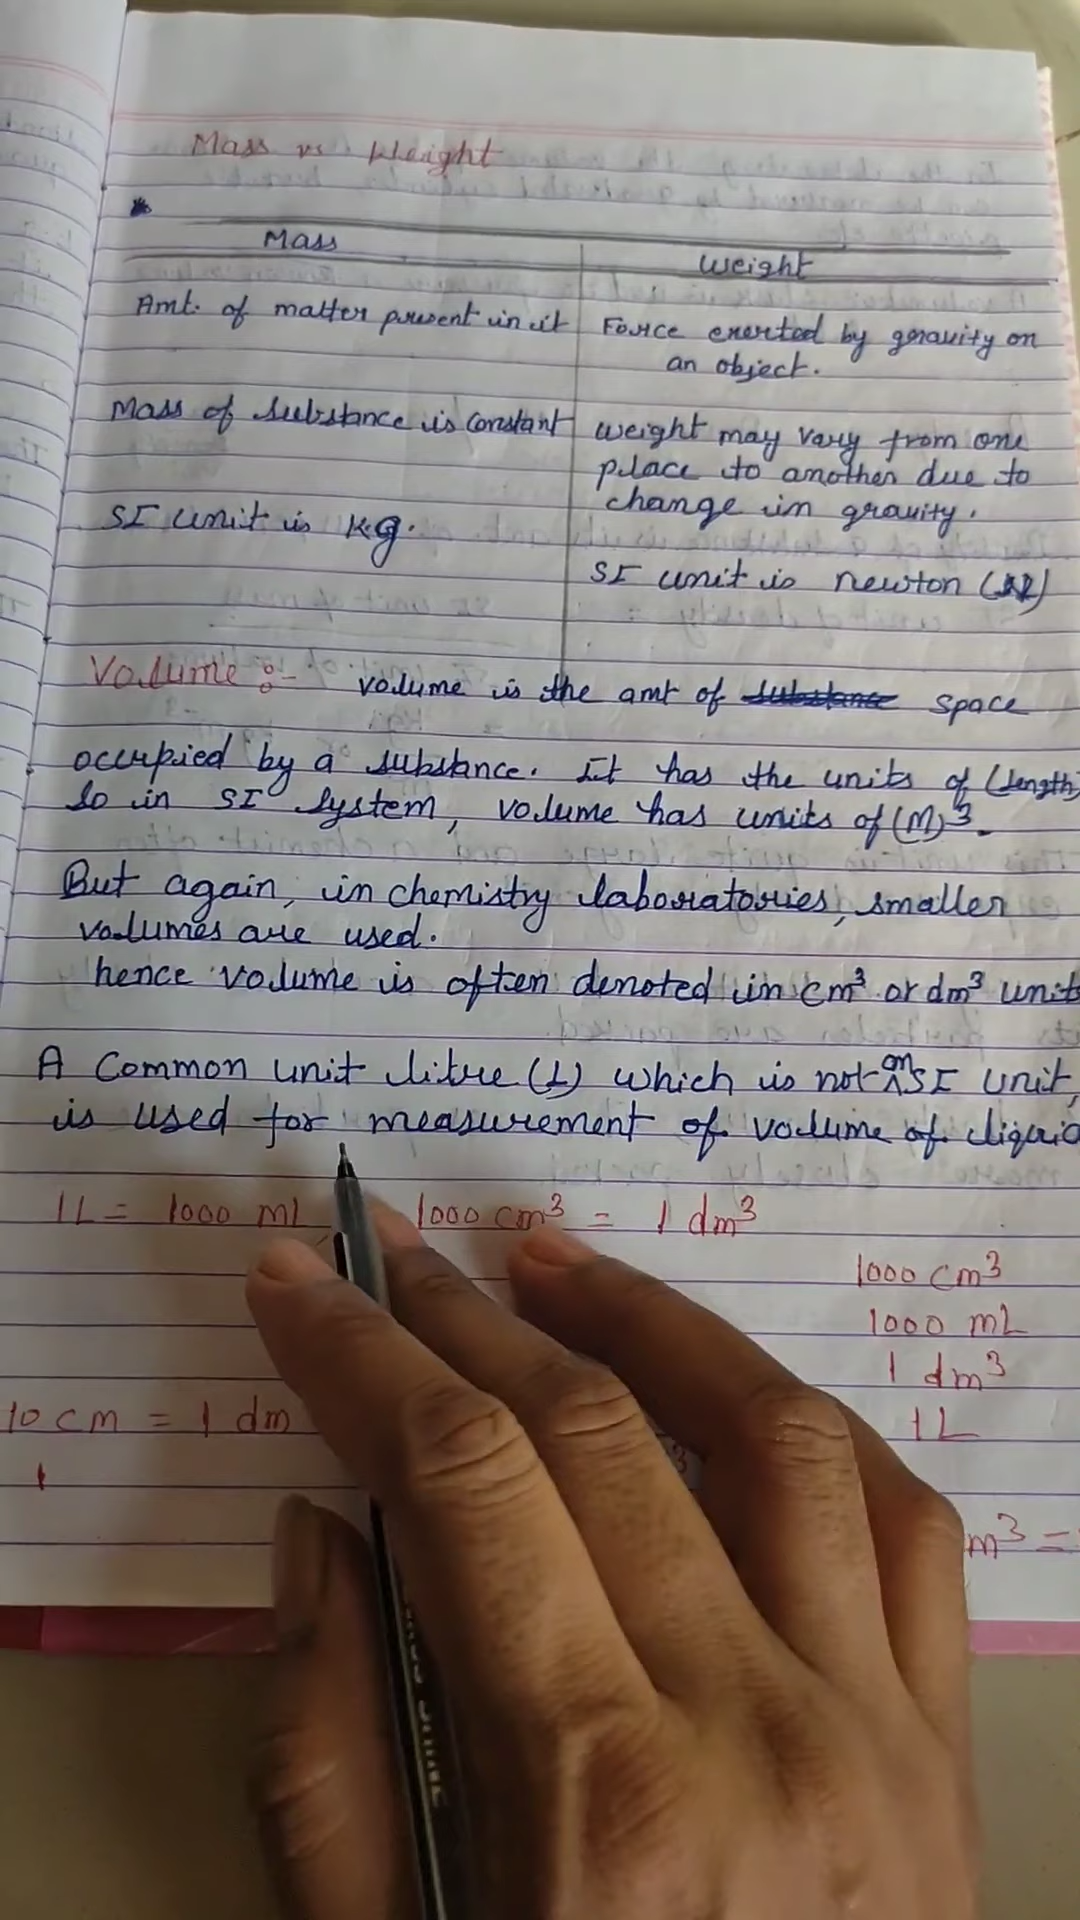 Mass vs Weight
Mass
Weight
Amt. of matter present in it
Force exerted by gravity on
an object.
Mass of substance is constant
weight may vary from one
place to another due to
change in gravity.
SI unit is kg.
SI unit is newton (N)
Volume :- volume is the amt of substance space
occupied by a substance. It has the units of (length)
So in SI system, volume has units of (M)³.
But again, in chemistry laboratories, smaller
volumes are used.
hence volume is often denoted in cm³ or dm³ units
A common unit litre (L) which is not an SI unit,
is used for measurement of volume of liquid
1L = 1000 mL 1000 cm³ = 1 dm³
1000 cm³
1000 mL
1 dm³
1L
10 cm = 1 dm
3
1
m³ =